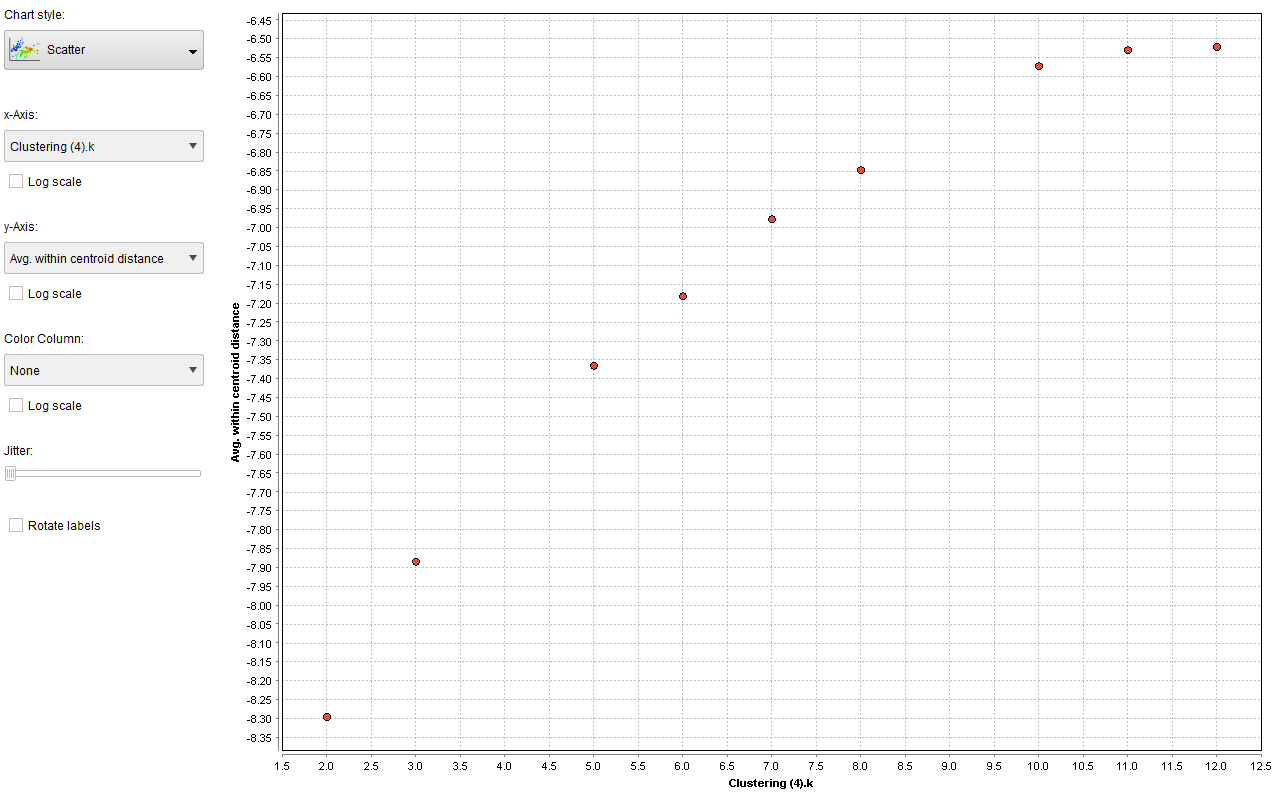 Chart style:
Scatter
x-Axis:
Clustering (4).k
Log scale
y-Axis:
Avg. within centroid distance
Log scale
Color Column:
None
Log scale
Jitter:
Rotate labels
Avg. within centroid distance
-6.45
-6.50
-6.55
-6.60
-6.65
-6.70
-6.75
-6.80
-6.85
-6.90
-6.95
-7.00
-7.05
-7.10
-7.15
-7.20
-7.25
-7.30
-7.35
-7.40
-7.45
-7.50
-7.55
-7.60
-7.65
-7.70
-7.75
-7.80
-7.85
-7.90
-7.95
-8.00
-8.05
-8.10
-8.15
-8.20
-8.25
-8.30
-8.35
1.5 2.0 2.5 3.0 3.5 4.0 4.5 5.0 5.5 6.0 6.5 7.0 7.5 8.0 8.5 9.0 9.5 10.0 10.5 11.0 11.5 12.0 12.5
Clustering (4).k